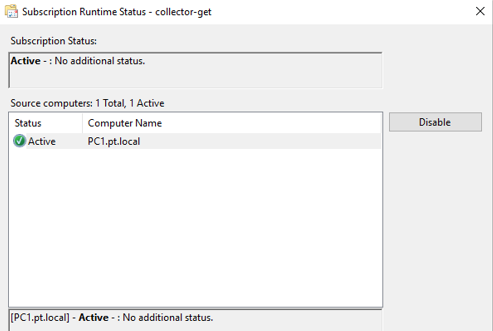 Subscription Runtime Status - collector-get
Subscription Status:
Active - : No additional status.
Source computers: 1 Total, 1 Active
Status Computer Name
Disable
Active PC1.pt.local
[PC1.pt.local] - Active - : No additional status.